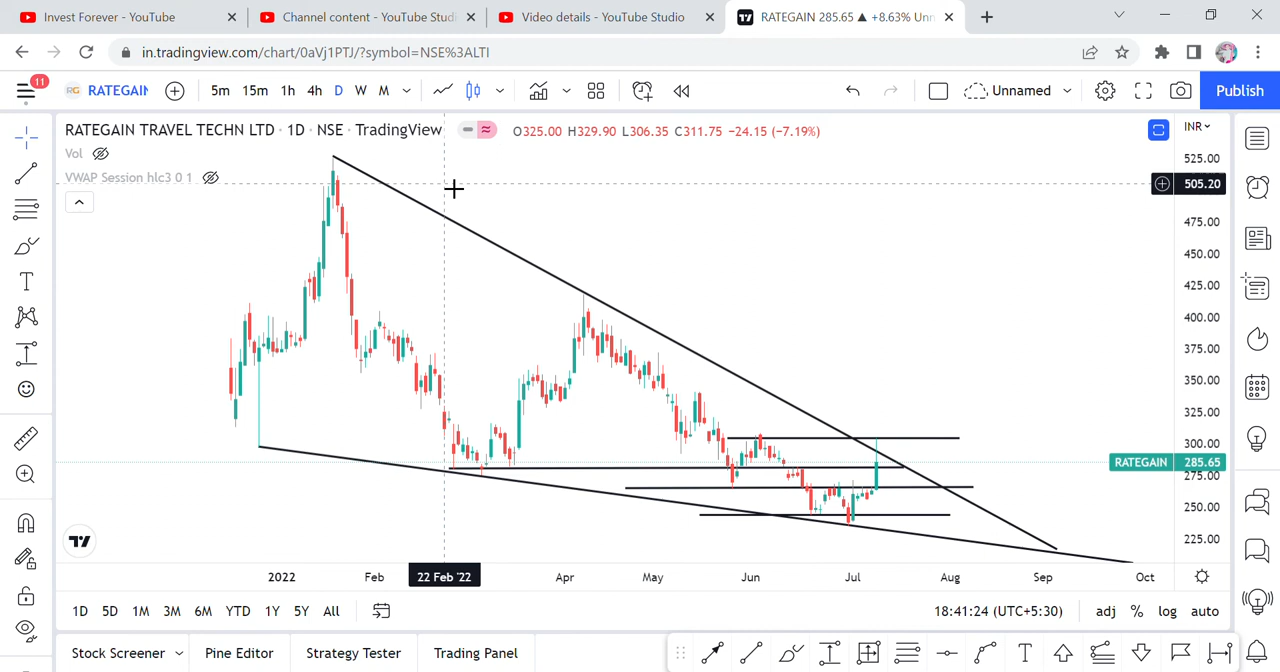 Invest Forever - YouTube
Channel content - YouTube Studi
Video details - YouTube Studio
RATEGAIN 285.65 ▲ +8.63% Unn
in.tradingview.com/chart/0aVj1PTJ/?symbol=NSE%3ALTI
11
RG RATEGAIN 5m 15m 1h 4h D W M Unnamed Publish
RATEGAIN TRAVEL TECHN LTD · 1D · NSE · TradingView O325.00 H329.90 L306.35 C311.75 −24.15 (−7.19%) INR
Vol
VWAP Session hlc3 0 1
525.00
505.20
475.00
450.00
425.00
400.00
375.00
350.00
325.00
300.00
RATEGAIN 285.65
275.00
250.00
225.00
2022 Feb 22 Feb '22 Apr May Jun Jul Aug Sep Oct
1D 5D 1M 3M 6M YTD 1Y 5Y All 18:41:24 (UTC+5:30) adj % log auto
Stock Screener Pine Editor Strategy Tester Trading Panel